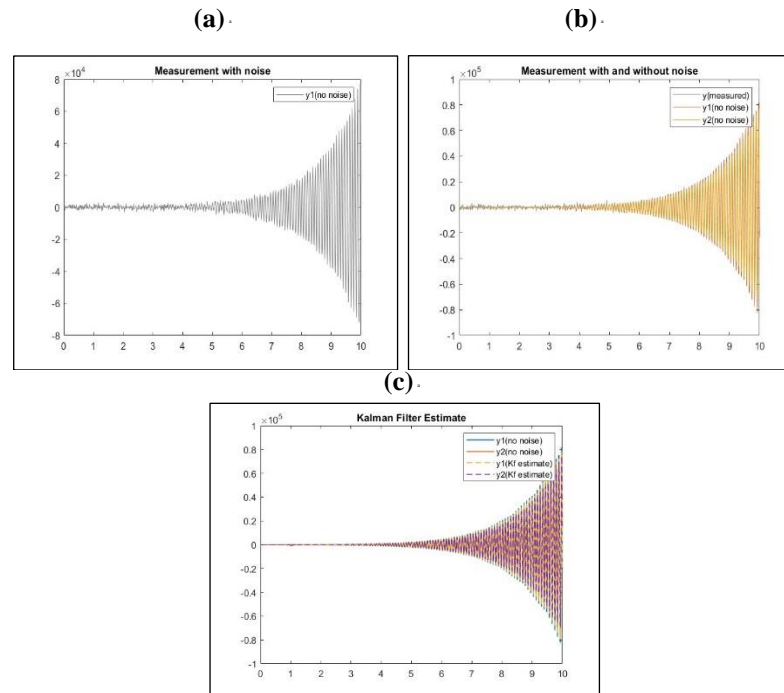 (a)
(b)
×10⁴
Measurement with noise
y1(no noise)
8
6
4
2
0
-2
-4
-6
-8
0 1 2 3 4 5 6 7 8 9 10
×10⁵
Measurement with and without noise
y(measured)
y1(no noise)
y2(no noise)
1
0.8
0.6
0.4
0.2
0
-0.2
-0.4
-0.6
-0.8
-1
0 1 2 3 4 5 6 7 8 9 10
(c)
×10⁵
Kalman Filter Estimate
y1(no noise)
y2(no noise)
y1(Kf estimate)
y2(Kf estimate)
1
0.8
0.6
0.4
0.2
0
-0.2
-0.4
-0.6
-0.8
-1
0 1 2 3 4 5 6 7 8 9 10